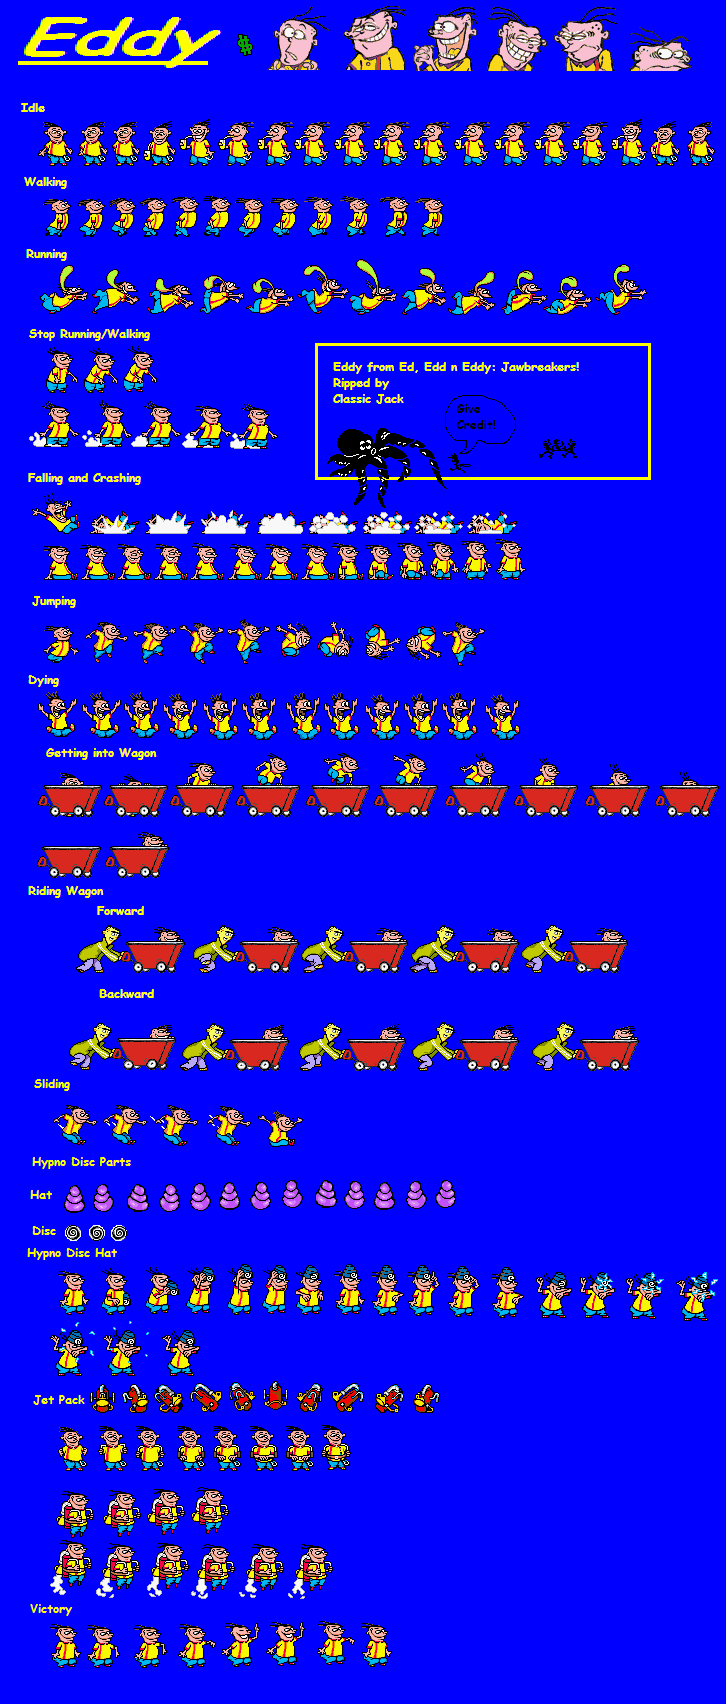 Eddy
$
Idle
Walking
Running
Stop Running/Walking
Eddy from Ed, Edd n Eddy: Jawbreakers!
Ripped by
Classic Jack
Give
Credit!
Falling and Crashing
Jumping
Dying
Getting into Wagon
Riding Wagon
Forward
Backward
Sliding
Hypno Disc Parts
Hat
Disc
Hypno Disc Hat
Jet Pack
Victory